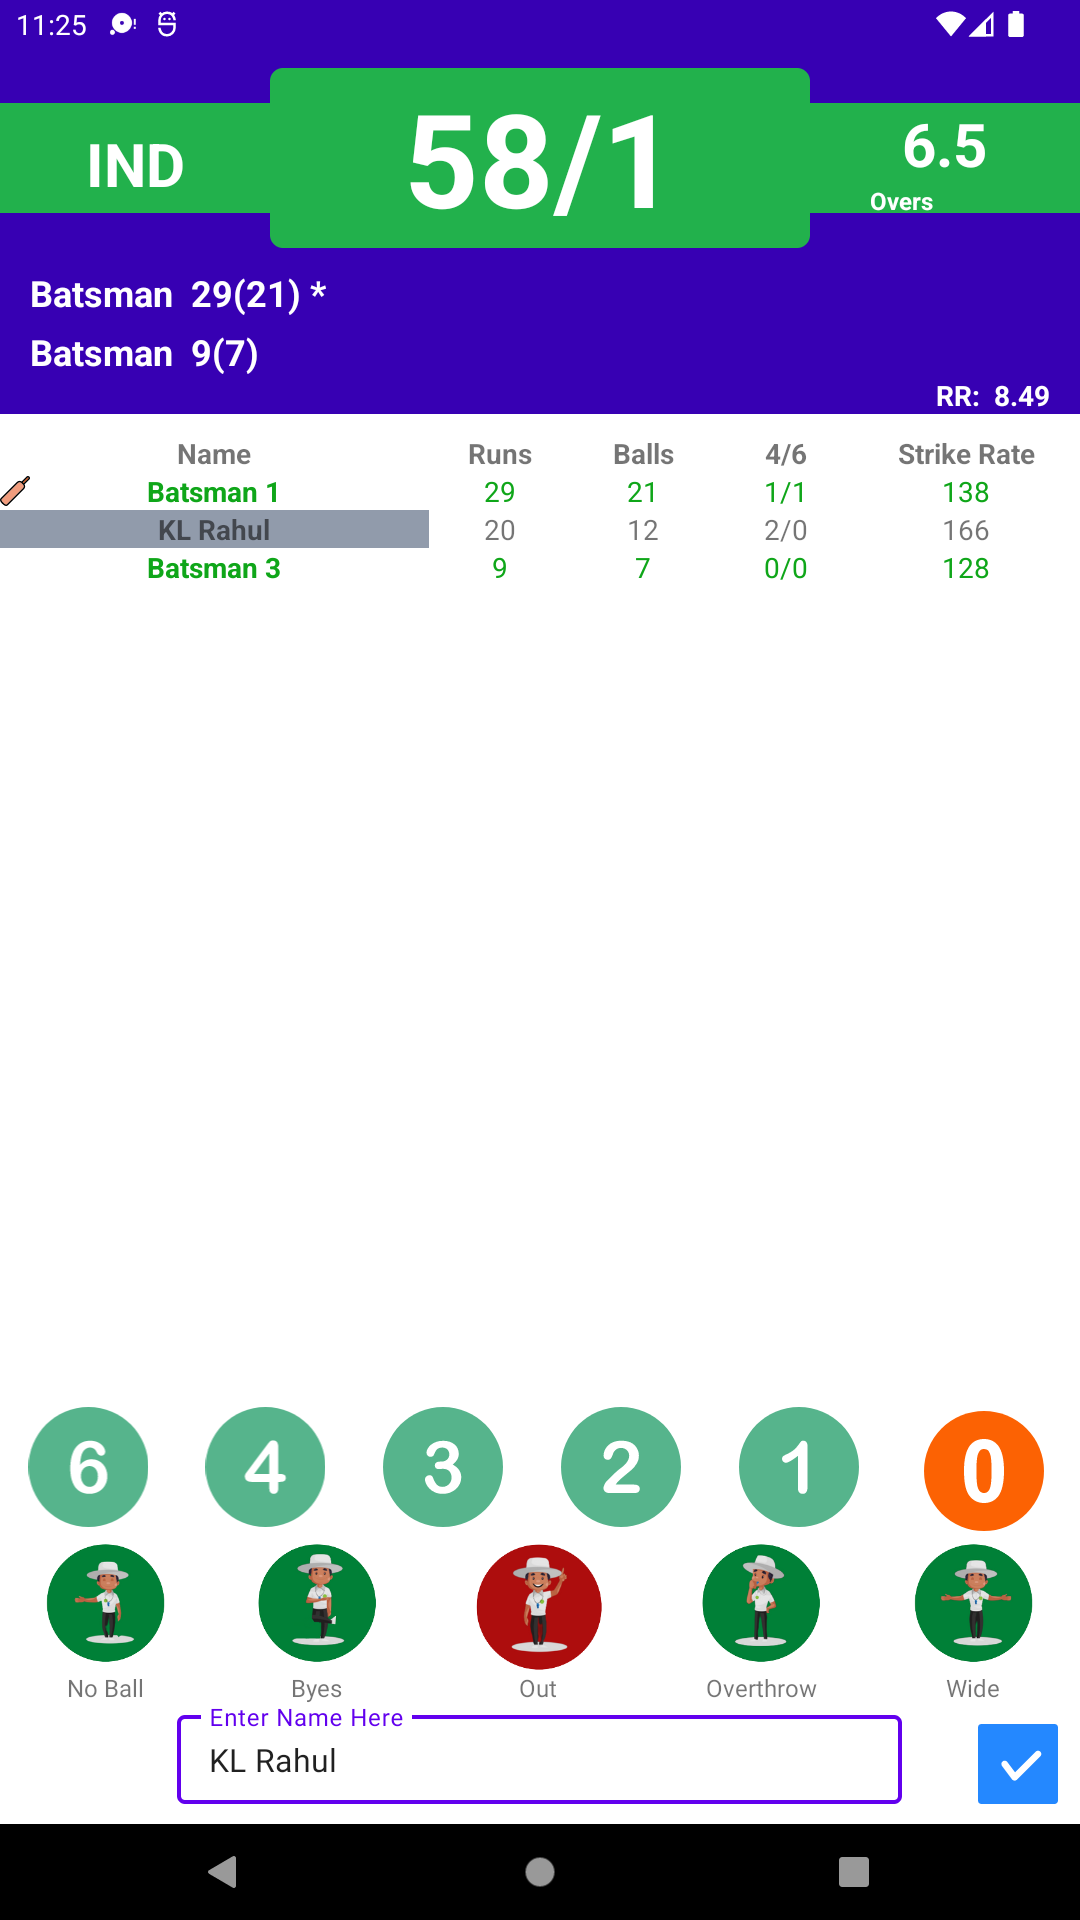 11:25
IND
58/1
6.5
Overs
Batsman 29(21) *
Batsman 9(7)
RR: 8.49
Name Runs Balls 4/6 Strike Rate
Batsman 1 29 21 1/1 138
KL Rahul 20 12 2/0 166
Batsman 3 9 7 0/0 128
6 4 3 2 1 0
No Ball Byes Out Overthrow Wide
Enter Name Here
KL Rahul